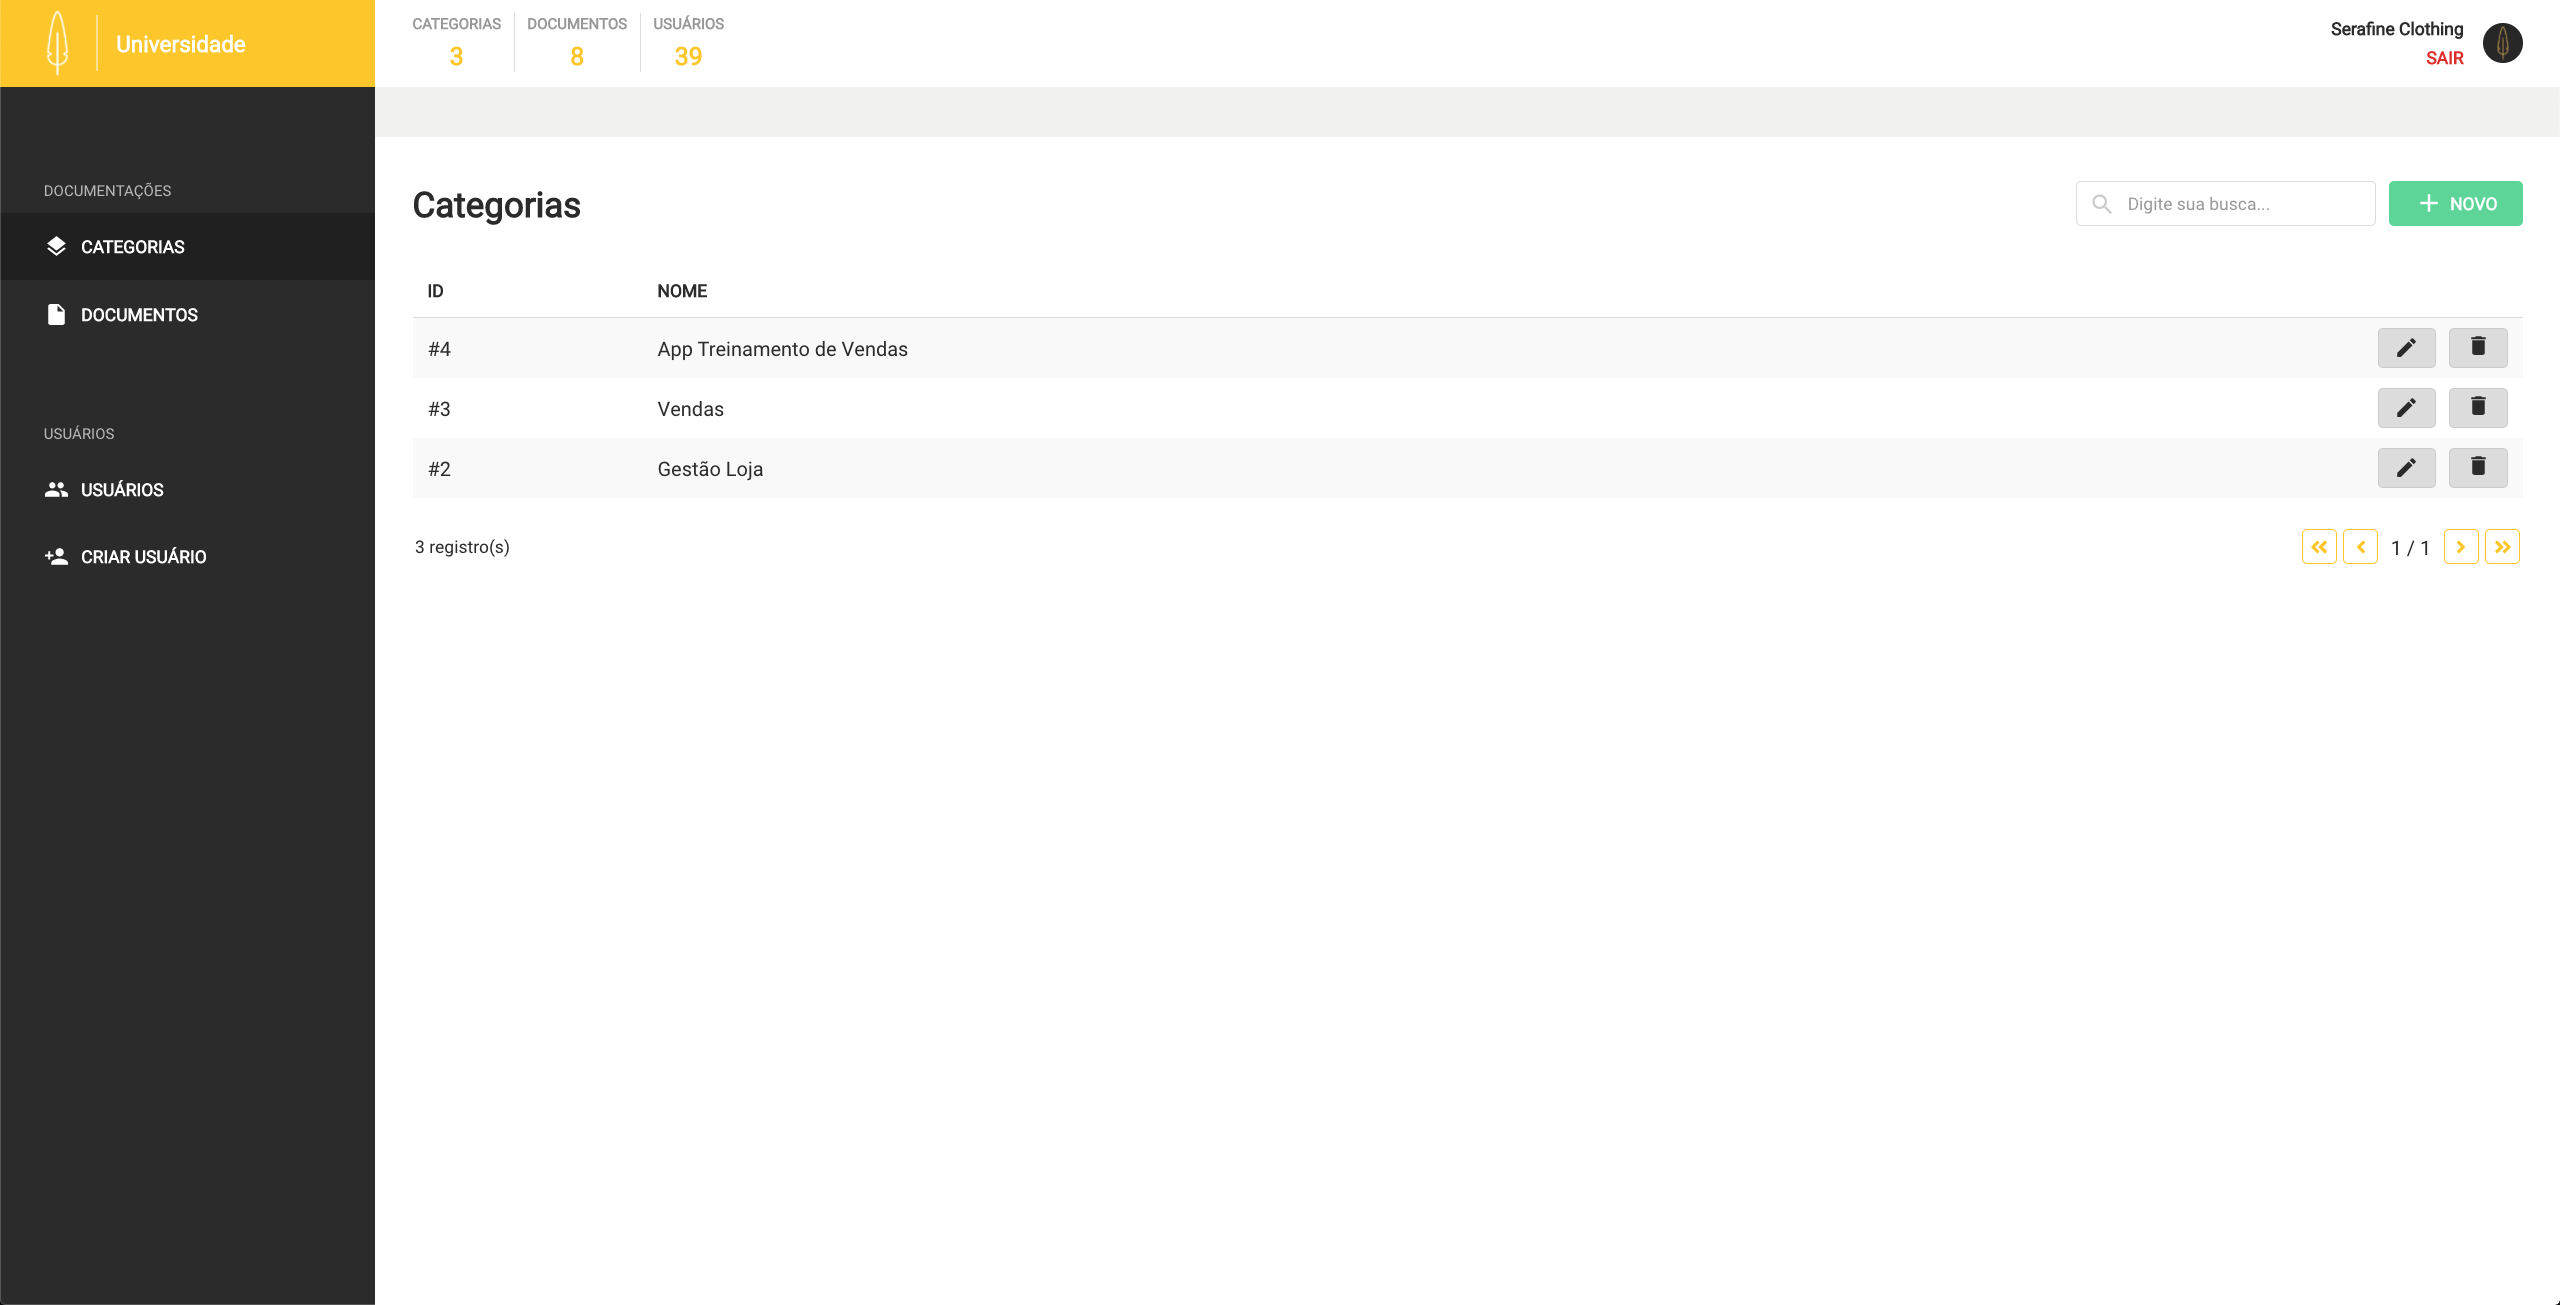 Universidade
CATEGORIAS DOCUMENTOS USUÁRIOS
3 8 39
Serafine Clothing
SAIR
DOCUMENTAÇÕES
CATEGORIAS
DOCUMENTOS
USUÁRIOS
USUÁRIOS
CRIAR USUÁRIO
Categorias
Digite sua busca...
NOVO
ID NOME
#4 App Treinamento de Vendas
#3 Vendas
#2 Gestão Loja
3 registro(s)
1 / 1